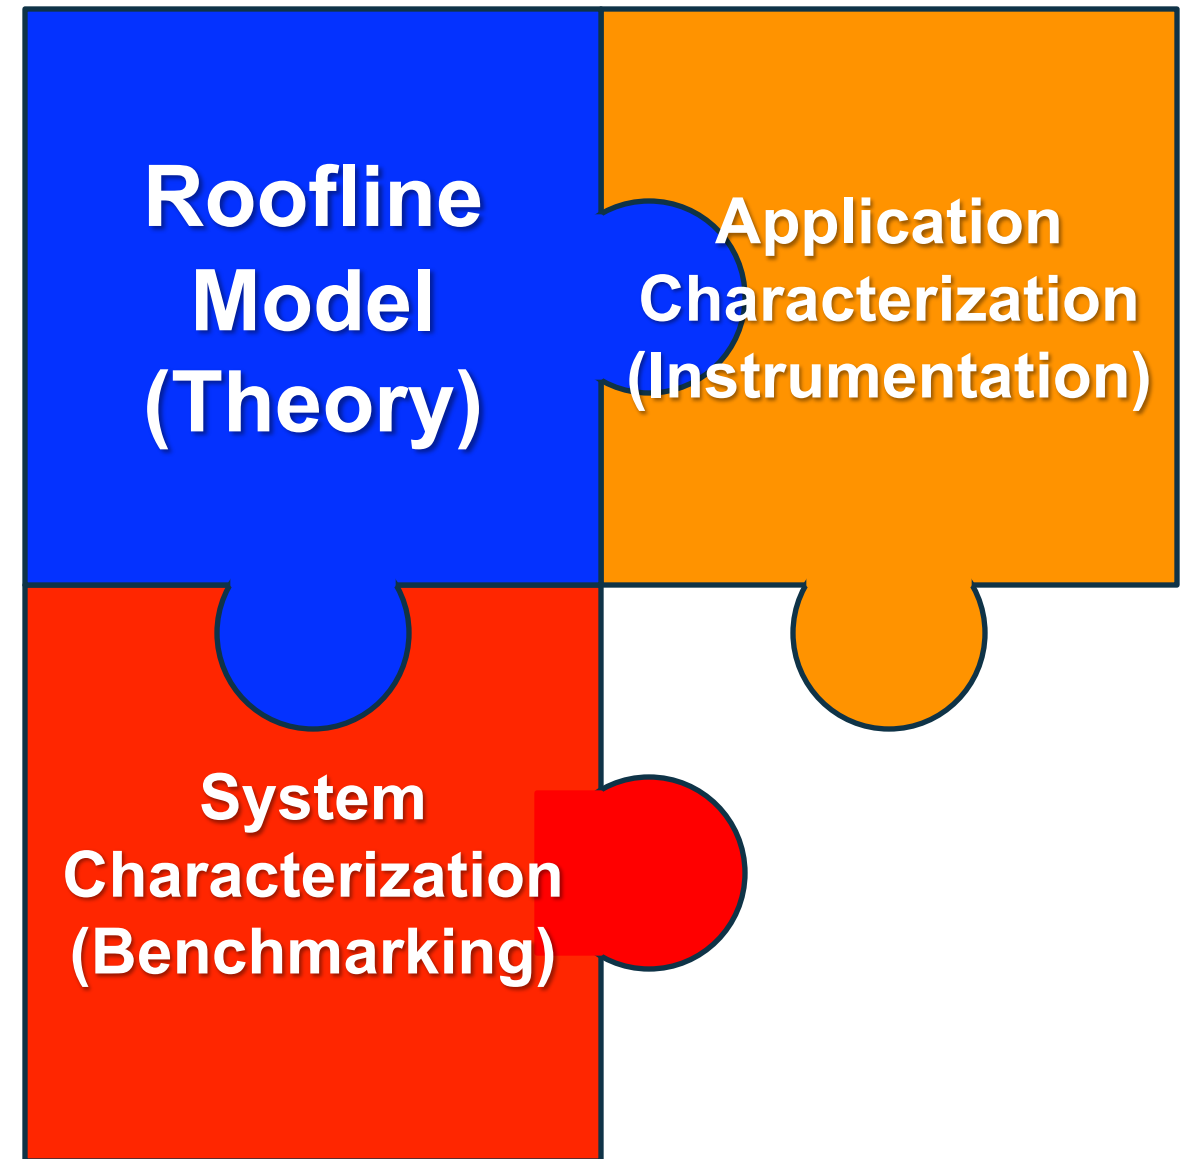 Roofline
Model
(Theory)
Application
Characterization
(Instrumentation)
System
Characterization
(Benchmarking)